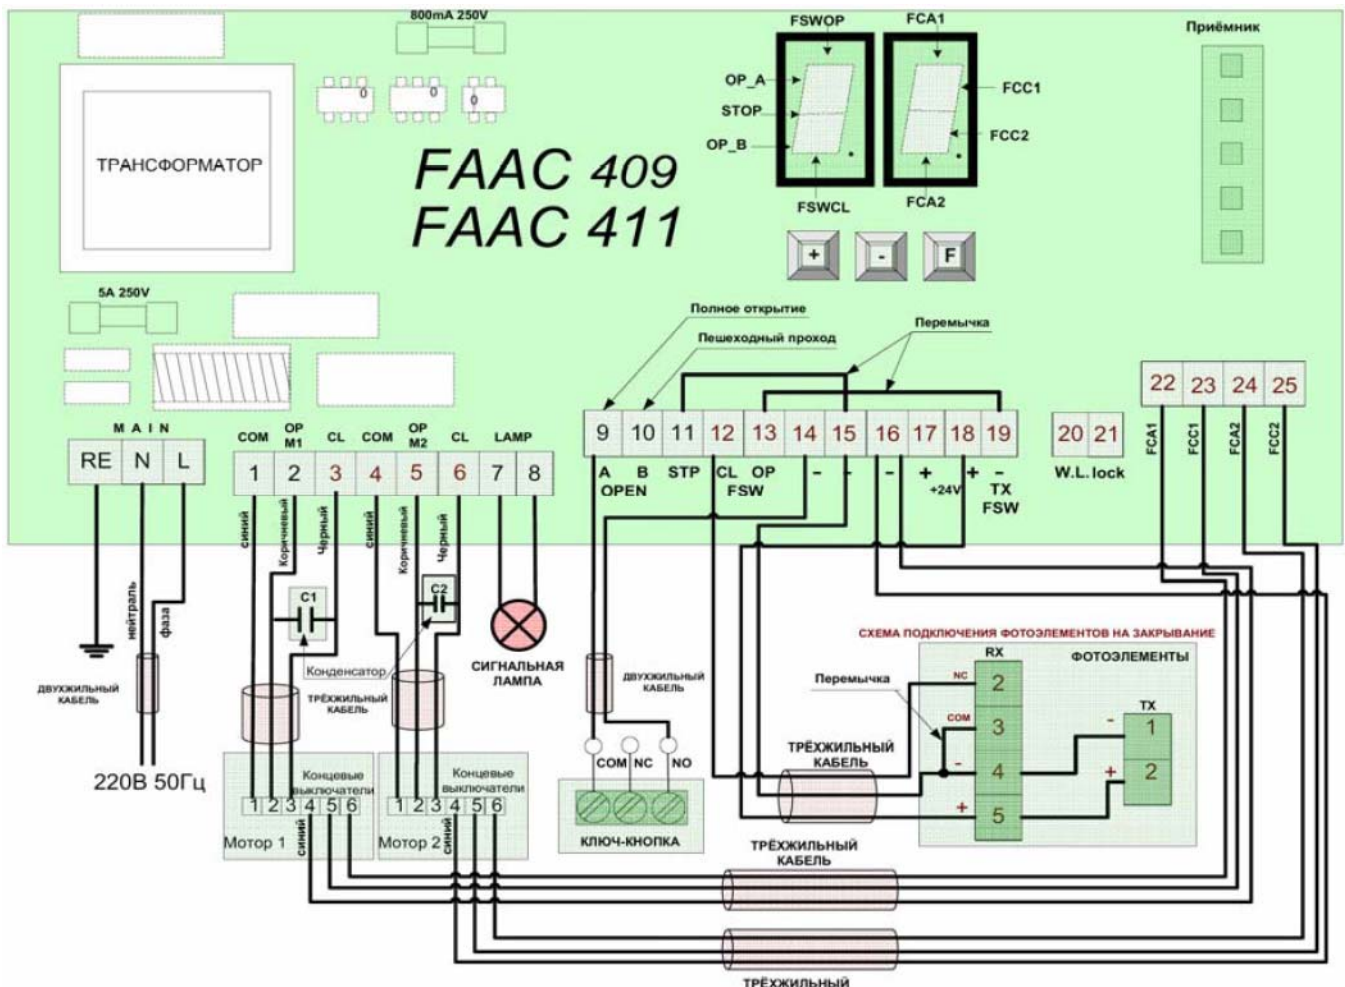 800mA 250V
FSWOP
FCA1
Приёмник
OP_A
FCC1
STOP
FCC2
OP_B
FSWCL
FCA2
0
0
0
ТРАНСФОРМАТОР
FAAC 409
FAAC 411
+
-
F
5A 250V
Полное открытие
Перемычка
Пешеходный проход
22 23 24 25
FCA1
FCC1
FCA2
FCC2
MAIN
RE N L
COM
OP
M1
CL
COM
OP
M2
CL
LAMP
1 2 3 4 5 6 7 8
9 10 11 12 13 14 15 16 17 18 19
20 21
W.L. lock
A B STP CL OP - - - + + -
OPEN FSW +24V TX
FSW
синий
Коричневый
Черный
синий
Коричневый
Черный
нейтраль
фаза
C1
C2
Конденсатор
СИГНАЛЬНАЯ
ЛАМПА
ДВУХЖИЛЬНЫЙ
КАБЕЛЬ
ТРЁХЖИЛЬНЫЙ
КАБЕЛЬ
ДВУХЖИЛЬНЫЙ
КАБЕЛЬ
220В 50Гц
СХЕМА ПОДКЛЮЧЕНИЯ ФОТОЭЛЕМЕНТОВ НА ЗАКРЫВАНИЕ
RX
ФОТОЭЛЕМЕНТЫ
Перемычка
NC
2
COM
3
-
4
+
5
TX
-
1
+
2
ТРЁХЖИЛЬНЫЙ
КАБЕЛЬ
COM NC NO
КЛЮЧ-КНОПКА
Концевые
выключатели
1 2 3 4 5 6
Мотор 1
синий
Концевые
выключатели
1 2 3 4 5 6
Мотор 2
синий
ТРЁХЖИЛЬНЫЙ
КАБЕЛЬ
ТРЁХЖИЛЬНЫЙ